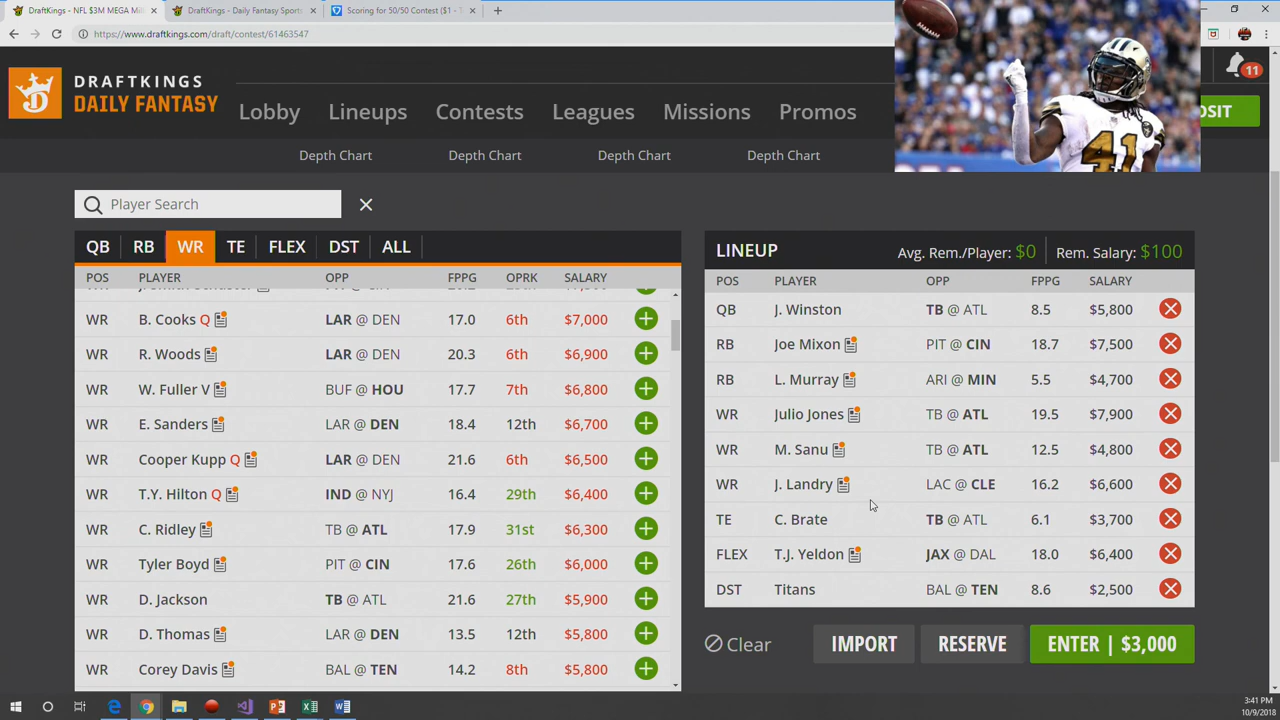 DraftKings - NFL $3M MEGA Mil
DraftKings - Daily Fantasy Sports
Scoring for 50/50 Contest ($1 - T
https://www.draftkings.com/draft/contest/61463547
DRAFTKINGS
DAILY FANTASY
Lobby Lineups Contests Leagues Missions Promos
11
OSIT
41
Depth Chart Depth Chart Depth Chart Depth Chart
Player Search
QB RB WR TE FLEX DST ALL
POS PLAYER OPP FPPG OPRK SALARY
WR B. Cooks Q LAR @ DEN 17.0 6th $7,000
WR R. Woods LAR @ DEN 20.3 6th $6,900
WR W. Fuller V BUF @ HOU 17.7 7th $6,800
WR E. Sanders LAR @ DEN 18.4 12th $6,700
WR Cooper Kupp Q LAR @ DEN 21.6 6th $6,500
WR T.Y. Hilton Q IND @ NYJ 16.4 29th $6,400
WR C. Ridley TB @ ATL 17.9 31st $6,300
WR Tyler Boyd PIT @ CIN 17.6 26th $6,000
WR D. Jackson TB @ ATL 21.6 27th $5,900
WR D. Thomas LAR @ DEN 13.5 12th $5,800
WR Corey Davis BAL @ TEN 14.2 8th $5,800
LINEUP Avg. Rem./Player: $0 Rem. Salary: $100
POS PLAYER OPP FPPG SALARY
QB J. Winston TB @ ATL 8.5 $5,800
RB Joe Mixon PIT @ CIN 18.7 $7,500
RB L. Murray ARI @ MIN 5.5 $4,700
WR Julio Jones TB @ ATL 19.5 $7,900
WR M. Sanu TB @ ATL 12.5 $4,800
WR J. Landry LAC @ CLE 16.2 $6,600
TE C. Brate TB @ ATL 6.1 $3,700
FLEX T.J. Yeldon JAX @ DAL 18.0 $6,400
DST Titans BAL @ TEN 8.6 $2,500
Clear IMPORT RESERVE ENTER | $3,000
3:41 PM
10/9/2018